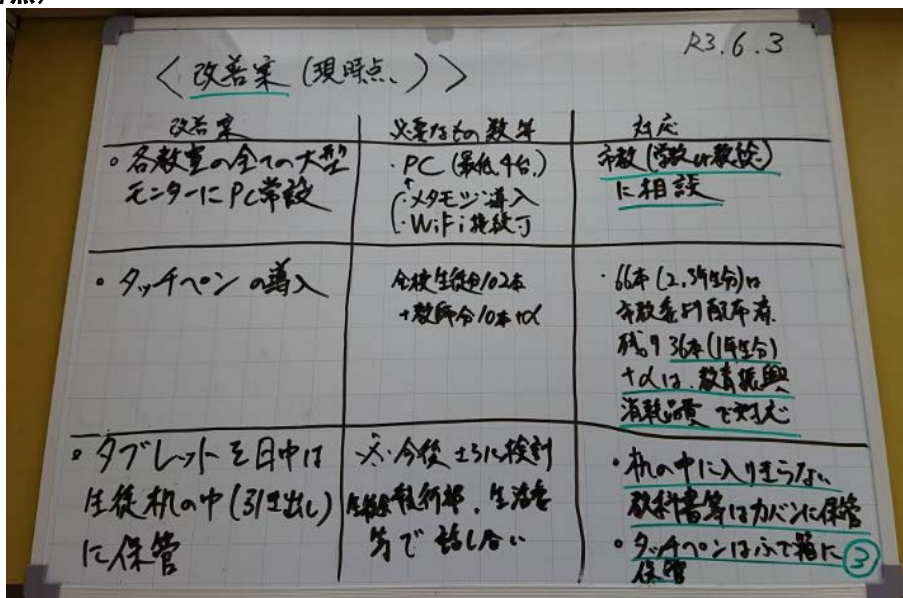 R3.6.3
〈改善案（現時点、）〉
改善案
必要なもの 数 等
対応
・各教室の全ての大型
モニターにPC常設
・PC（最低4台、）
・メタモジ導入
・WiFi接続可
市教（学教or教総）
に相談
・タッチペンの導入
全校生徒分102本
＋教師分10本+α
・66本（2,3年生分）は
市教委より配布済
残り36本（1年生分）
+αは、教育振興
消耗品費で対応
・タブレットを日中は
生徒机の中（引き出し）
に保管
※・今後さらに検討
生徒会執行部、生活委
等で話し合い
・机の中に入りきらない
教科書等はカバンに保管
・タッチペンはふで箱に
保管
③